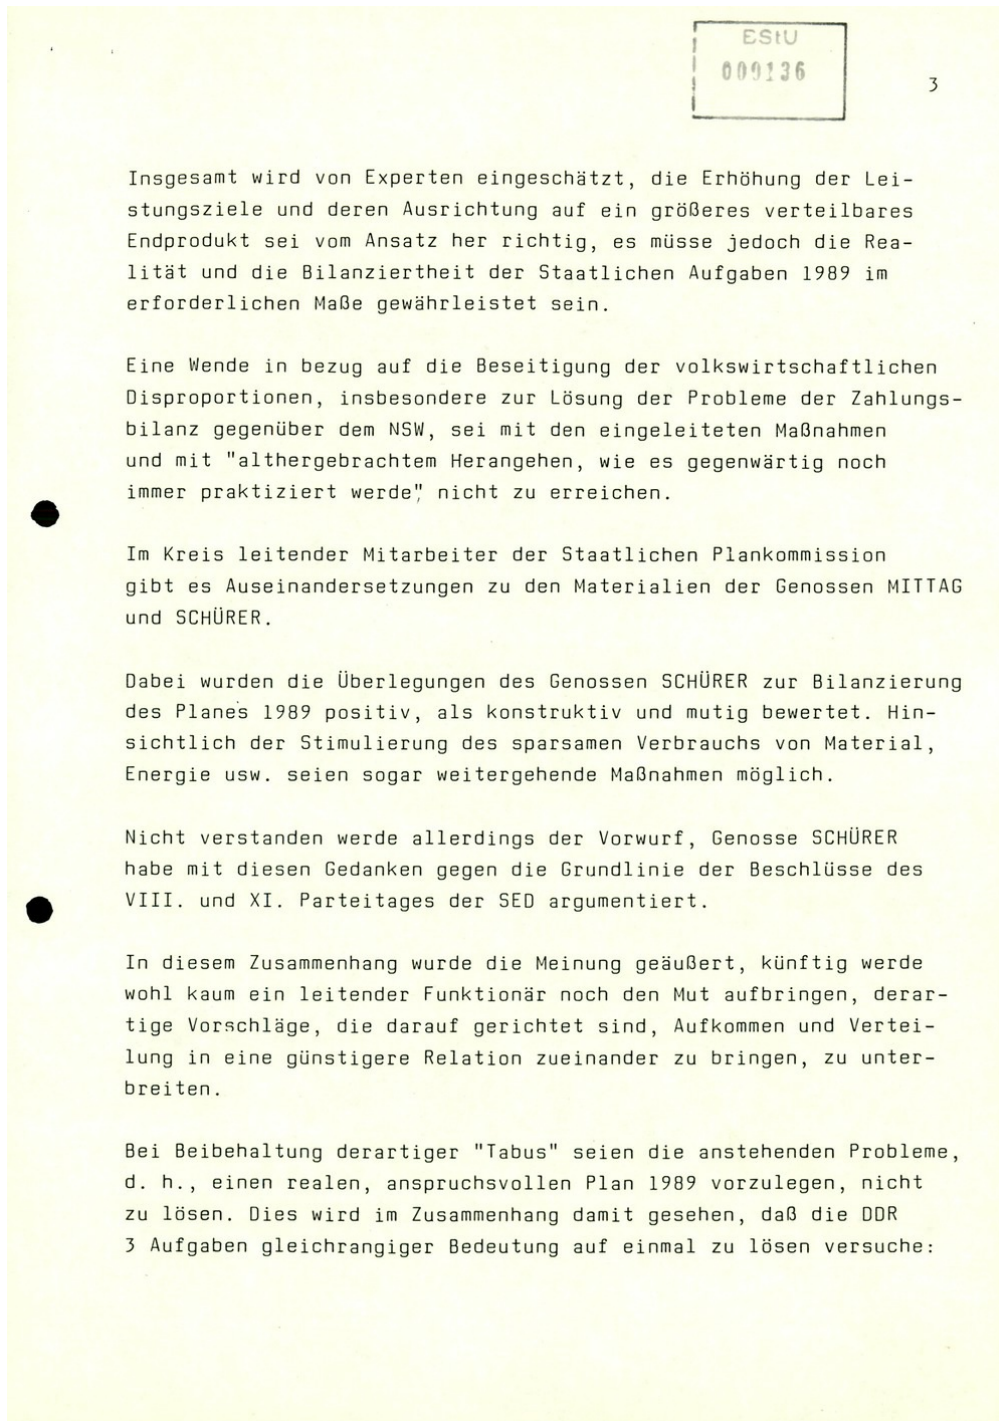 BStU
000136
3
Insgesamt wird von Experten eingeschätzt, die Erhöhung der Lei-
stungsziele und deren Ausrichtung auf ein größeres verteilbares
Endprodukt sei vom Ansatz her richtig, es müsse jedoch die Rea-
lität und die Bilanziertheit der Staatlichen Aufgaben 1989 im
erforderlichen Maße gewährleistet sein.
Eine Wende in bezug auf die Beseitigung der volkswirtschaftlichen
Disproportionen, insbesondere zur Lösung der Probleme der Zahlungs-
bilanz gegenüber dem NSW, sei mit den eingeleiteten Maßnahmen
und mit "althergebrachtem Herangehen, wie es gegenwärtig noch
immer praktiziert werde", nicht zu erreichen.
Im Kreis leitender Mitarbeiter der Staatlichen Plankommission
gibt es Auseinandersetzungen zu den Materialien der Genossen MITTAG
und SCHÜRER.
Dabei wurden die Überlegungen des Genossen SCHÜRER zur Bilanzierung
des Planes 1989 positiv, als konstruktiv und mutig bewertet. Hin-
sichtlich der Stimulierung des sparsamen Verbrauchs von Material,
Energie usw. seien sogar weitergehende Maßnahmen möglich.
Nicht verstanden werde allerdings der Vorwurf, Genosse SCHÜRER
habe mit diesen Gedanken gegen die Grundlinie der Beschlüsse des
VIII. und XI. Parteitages der SED argumentiert.
In diesem Zusammenhang wurde die Meinung geäußert, künftig werde
wohl kaum ein leitender Funktionär noch den Mut aufbringen, derar-
tige Vorschläge, die darauf gerichtet sind, Aufkommen und Vertei-
lung in eine günstigere Relation zueinander zu bringen, zu unter-
breiten.
Bei Beibehaltung derartiger "Tabus" seien die anstehenden Probleme,
d. h., einen realen, anspruchsvollen Plan 1989 vorzulegen, nicht
zu lösen. Dies wird im Zusammenhang damit gesehen, daß die DDR
3 Aufgaben gleichrangiger Bedeutung auf einmal zu lösen versuche: